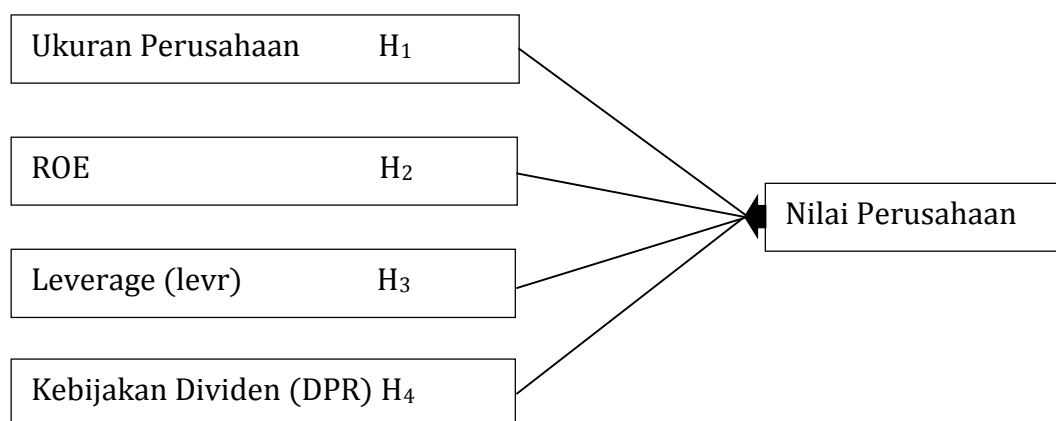 Ukuran Perusahaan H₁
ROE H₂
Leverage (levr) H₃
Kebijakan Dividen (DPR) H₄
Nilai Perusahaan